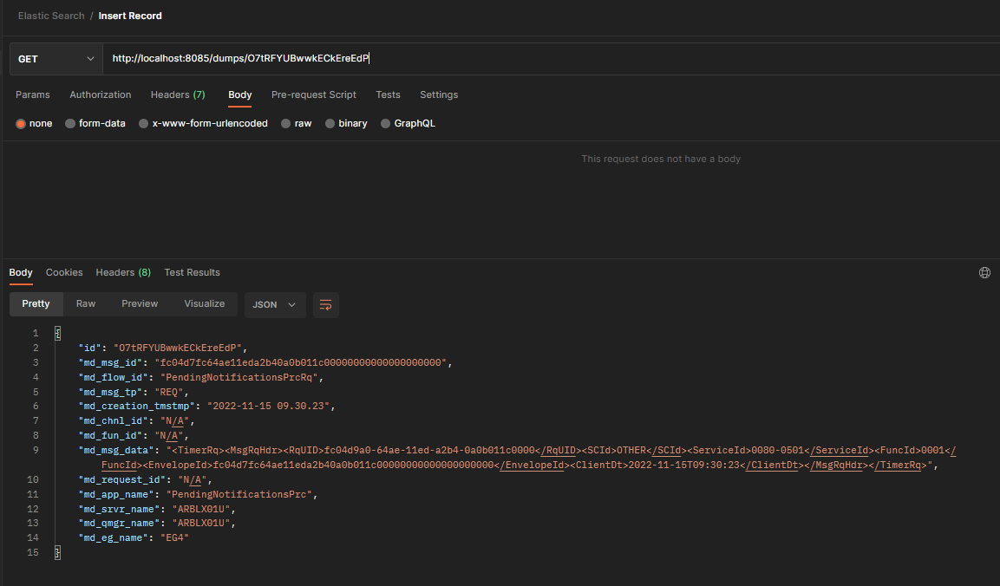 Elastic Search / Insert Record
GET http://localhost:8085/dumps/O7tRFYUBwwkECkEreEdP
Params Authorization Headers (7) Body Pre-request Script Tests Settings
none form-data x-www-form-urlencoded raw binary GraphQL
This request does not have a body
Body Cookies Headers (8) Test Results
Pretty Raw Preview Visualize JSON
1 {
2 "id": "O7tRFYUBwwkECkEreEdP",
3 "md_msg_id": "fc04d7fc64ae11eda2b40a0b011c00000000000000000000",
4 "md_flow_id": "PendingNotificationsPrcRq",
5 "md_msg_tp": "REQ",
6 "md_creation_tmstmp": "2022-11-15 09.30.23",
7 "md_chnl_id": "N/A",
8 "md_fun_id": "N/A",
9 "md_msg_data": "<TimerRq><MsgRqHdr><RqUID>fc04d9a0-64ae-11ed-a2b4-0a0b011c0000</RqUID><SCId>OTHER</SCId><ServiceId>0080-0501</ServiceId><FuncId>0001</
FuncId><EnvelopeId>fc04d7fc64ae11eda2b40a0b011c00000000000000000000</EnvelopeId><ClientDt>2022-11-15T09:30:23</ClientDt></MsgRqHdr></TimerRq>",
10 "md_request_id": "N/A",
11 "md_app_name": "PendingNotificationsPrc",
12 "md_srvr_name": "ARBLX01U",
13 "md_qmgr_name": "ARBLX01U",
14 "md_eg_name": "EG4"
15 }